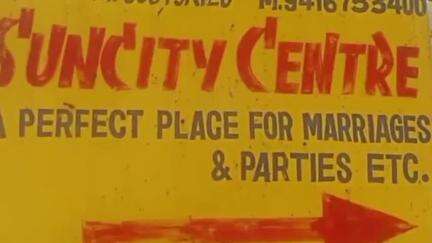 M.9416753400
SUNCITY CENTRE
A PERFECT PLACE FOR MARRIAGES
& PARTIES ETC.